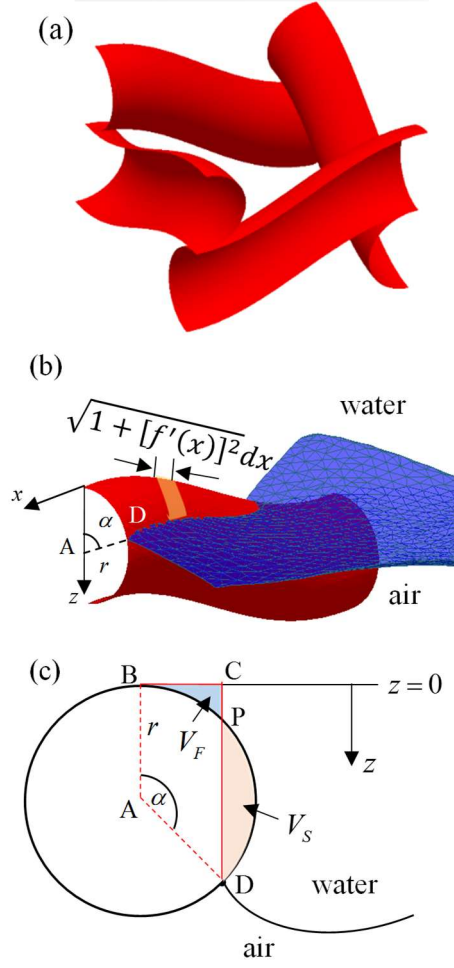 (a)
(b)
water
√1 + [f′(x)]²dx
x
α
D
A
r
z
air
(c)
B
C
z=0
r
P
V_F
z
α
A
V_S
D
water
air